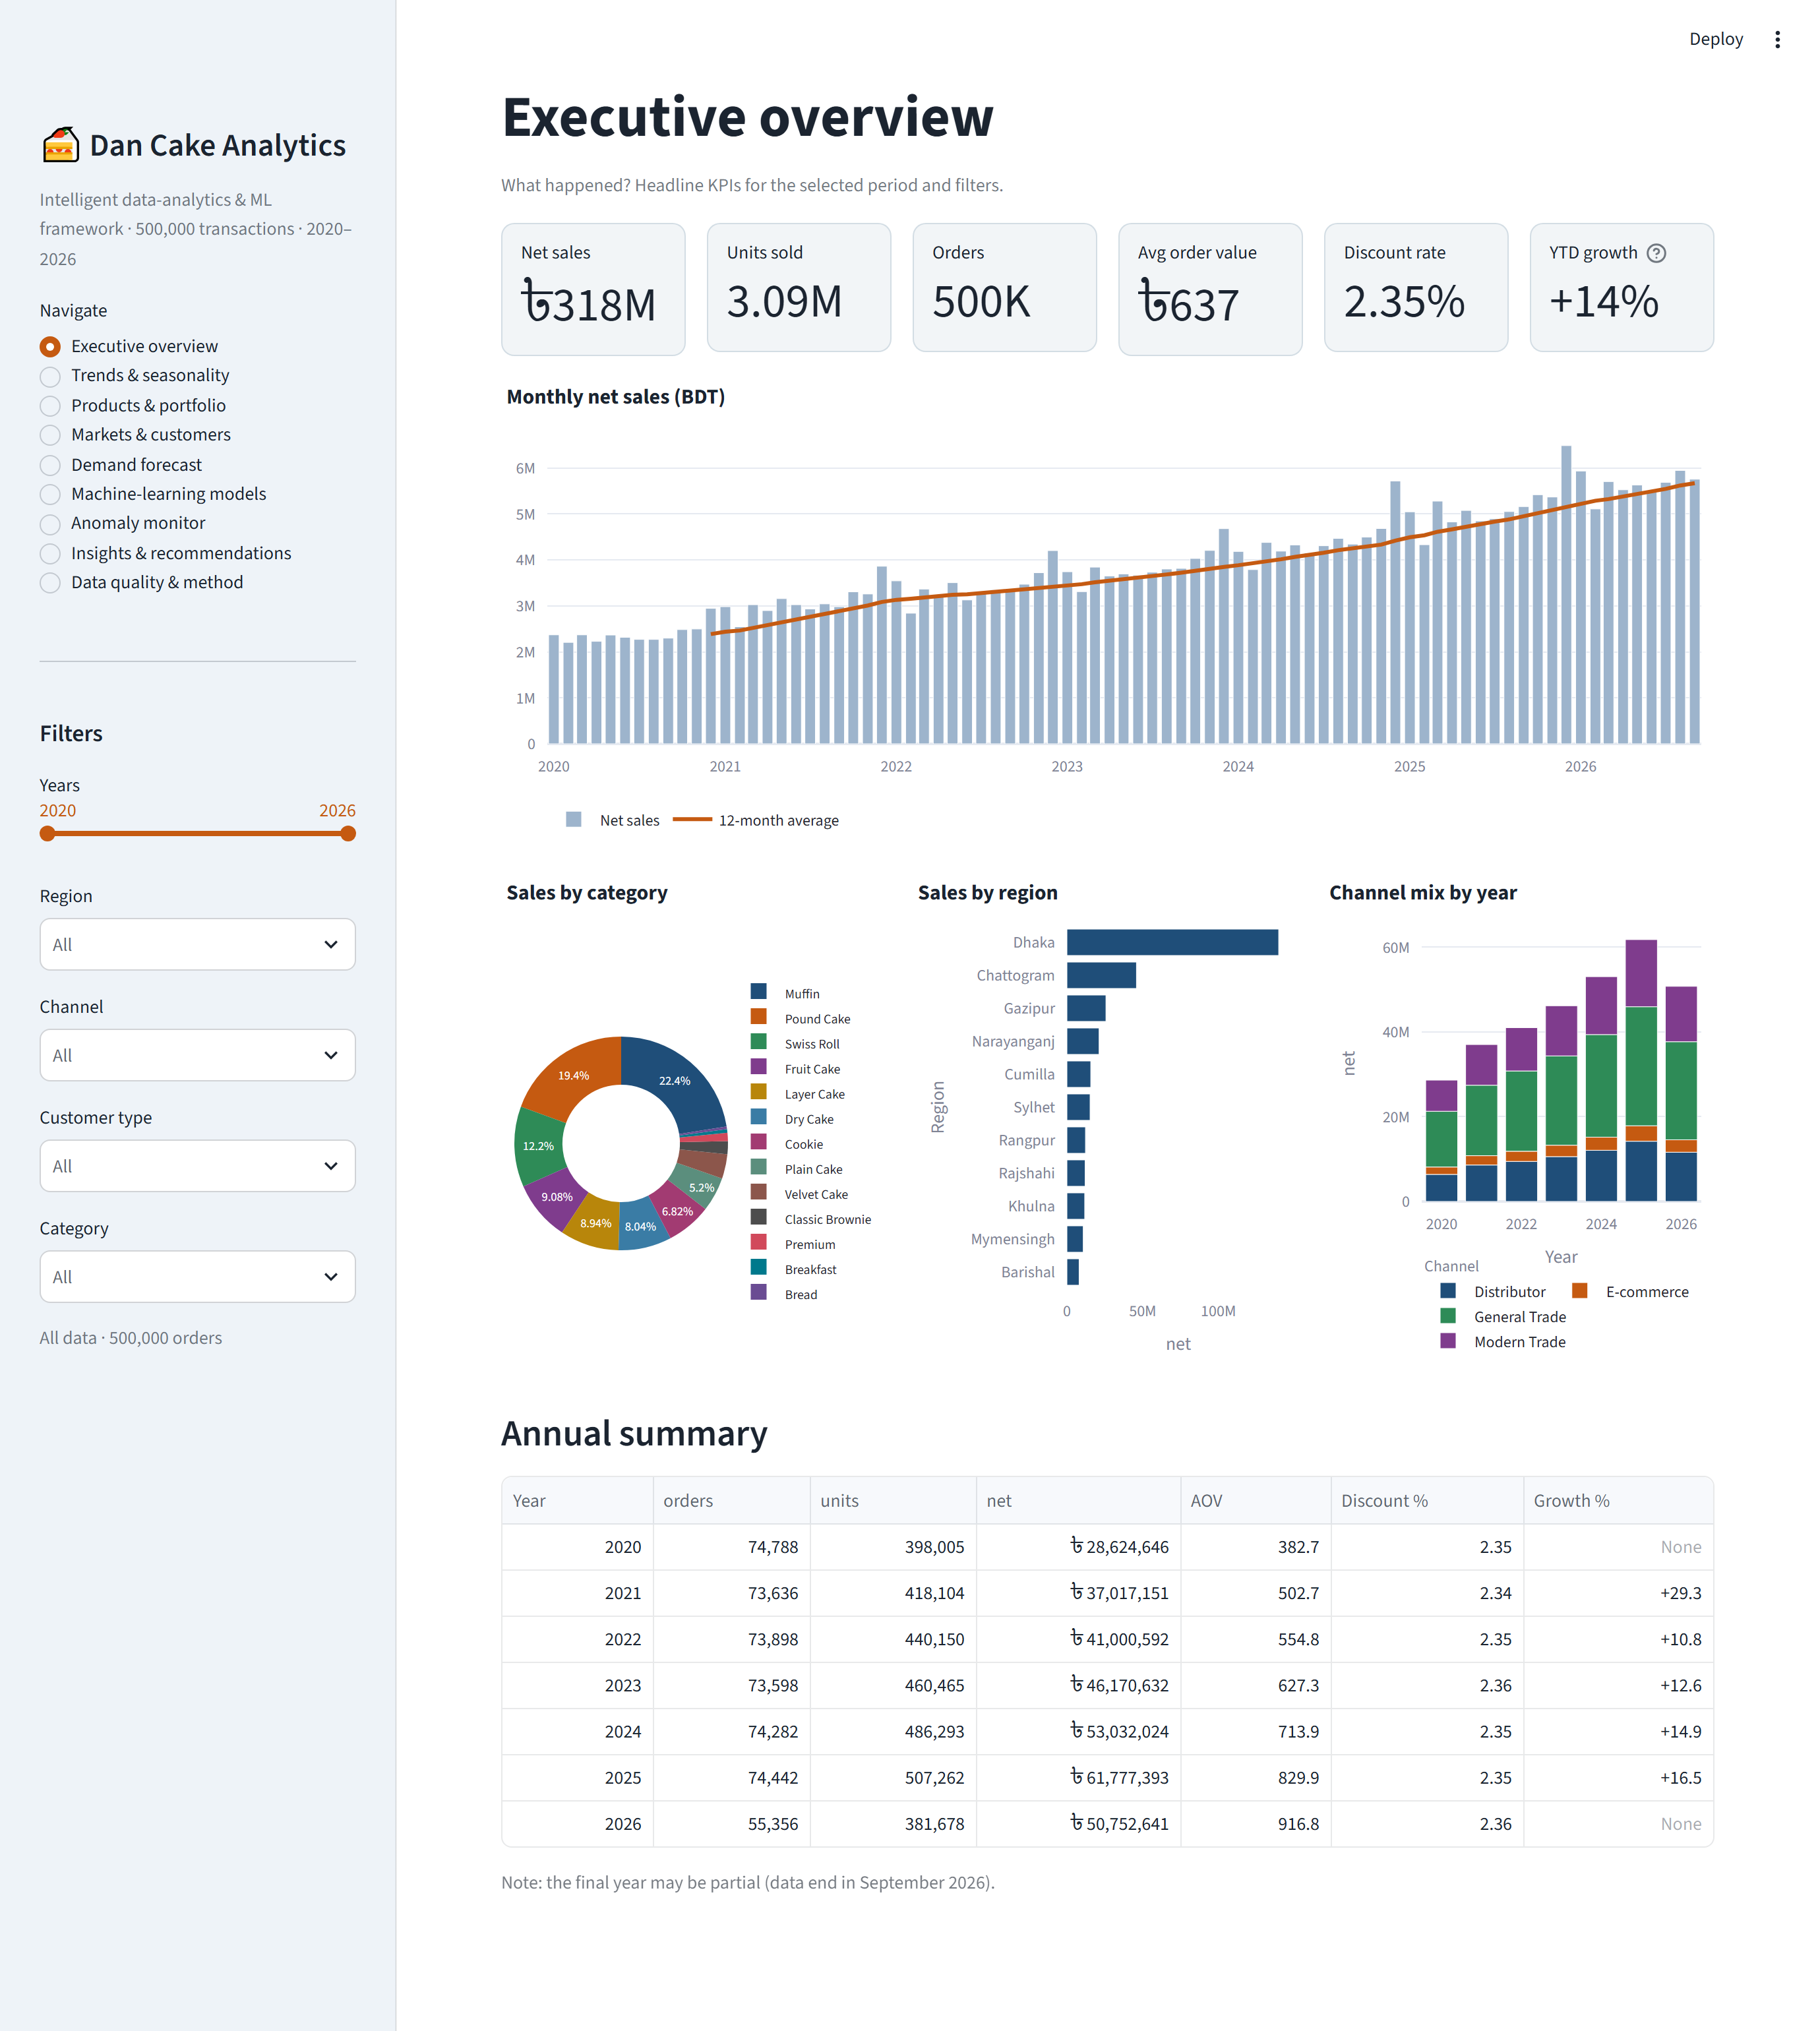 Deploy
🍰 Dan Cake Analytics
Intelligent data-analytics & ML
framework · 500,000 transactions · 2020–
2026
Navigate
Executive overview
Trends & seasonality
Products & portfolio
Markets & customers
Demand forecast
Machine-learning models
Anomaly monitor
Insights & recommendations
Data quality & method
Filters
Years
2020 2026
Region
All
Channel
All
Customer type
All
Category
All
All data · 500,000 orders
Executive overview
What happened? Headline KPIs for the selected period and filters.
Net sales
৳318M
Units sold
3.09M
Orders
500K
Avg order value
৳637
Discount rate
2.35%
YTD growth
+14%
Monthly net sales (BDT)
6M
5M
4M
3M
2M
1M
0
2020 2021 2022 2023 2024 2025 2026
Net sales 12-month average
Sales by category
22.4%
19.4%
12.2%
9.08%
8.94%
8.04%
6.82%
5.2%
Muffin
Pound Cake
Swiss Roll
Fruit Cake
Layer Cake
Dry Cake
Cookie
Plain Cake
Velvet Cake
Classic Brownie
Premium
Breakfast
Bread
Sales by region
Region
Dhaka
Chattogram
Gazipur
Narayanganj
Cumilla
Sylhet
Rangpur
Rajshahi
Khulna
Mymensingh
Barishal
0 50M 100M
net
Channel mix by year
net
60M
40M
20M
0
2020 2022 2024 2026
Year
Channel
Distributor E-commerce
General Trade
Modern Trade
Annual summary
Year orders units net AOV Discount % Growth %
2020 74,788 398,005 ৳ 28,624,646 382.7 2.35 None
2021 73,636 418,104 ৳ 37,017,151 502.7 2.34 +29.3
2022 73,898 440,150 ৳ 41,000,592 554.8 2.35 +10.8
2023 73,598 460,465 ৳ 46,170,632 627.3 2.36 +12.6
2024 74,282 486,293 ৳ 53,032,024 713.9 2.35 +14.9
2025 74,442 507,262 ৳ 61,777,393 829.9 2.35 +16.5
2026 55,356 381,678 ৳ 50,752,641 916.8 2.36 None
Note: the final year may be partial (data end in September 2026).